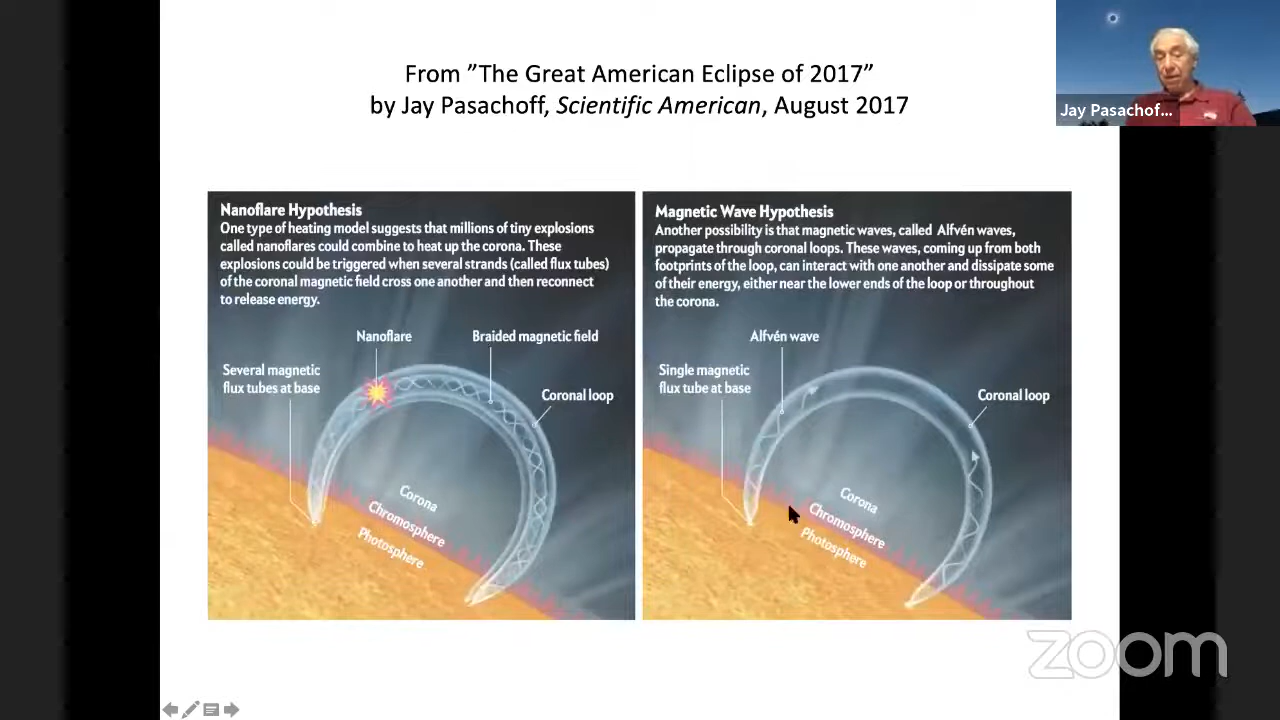 From ”The Great American Eclipse of 2017”
by Jay Pasachoff, Scientific American, August 2017
Jay Pasachof...
Nanoflare Hypothesis
One type of heating model suggests that millions of tiny explosions
called nanoflares could combine to heat up the corona. These
explosions could be triggered when several strands (called flux tubes)
of the coronal magnetic field cross one another and then reconnect
to release energy.
Nanoflare
Braided magnetic field
Several magnetic
flux tubes at base
Coronal loop
Corona
Chromosphere
Photosphere
Magnetic Wave Hypothesis
Another possibility is that magnetic waves, called Alfvén waves,
propagate through coronal loops. These waves, coming up from both
footprints of the loop, can interact with one another and dissipate some
of their energy, either near the lower ends of the loop or throughout
the corona.
Alfvén wave
Single magnetic
flux tube at base
Coronal loop
Corona
Chromosphere
Photosphere
zoom